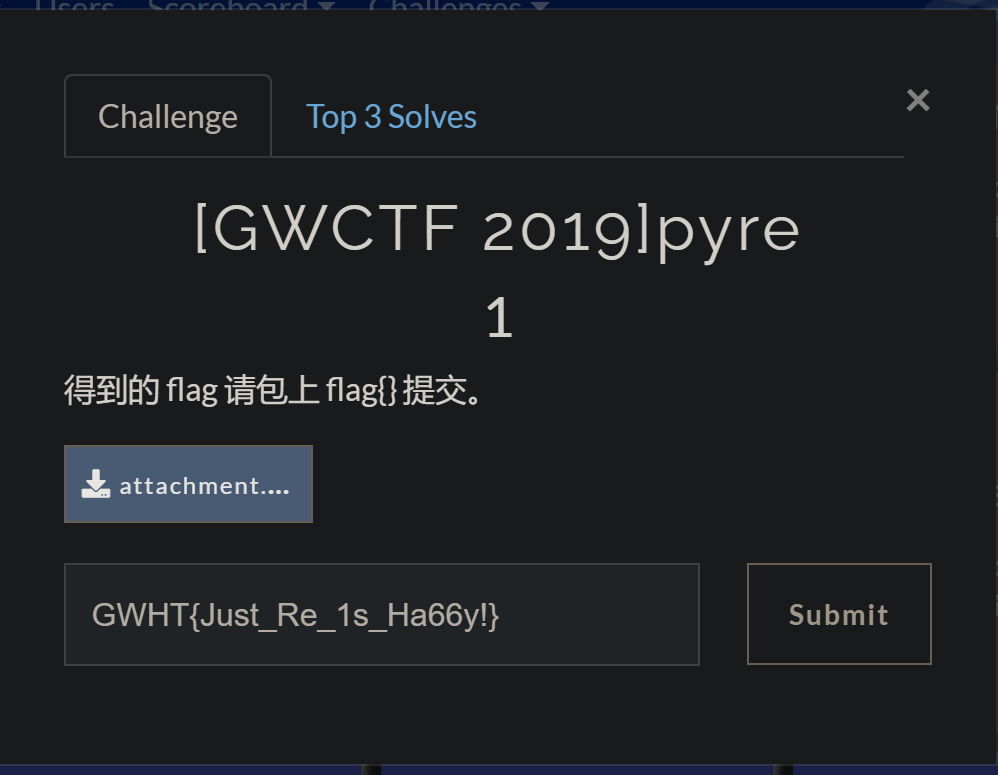 Users Scoreboard Challenges
Challenge Top 3 Solves
[GWCTF 2019]pyre
1
得到的 flag 请包上 flag{} 提交。
attachment....
GWHT{Just_Re_1s_Ha66y!}
Submit